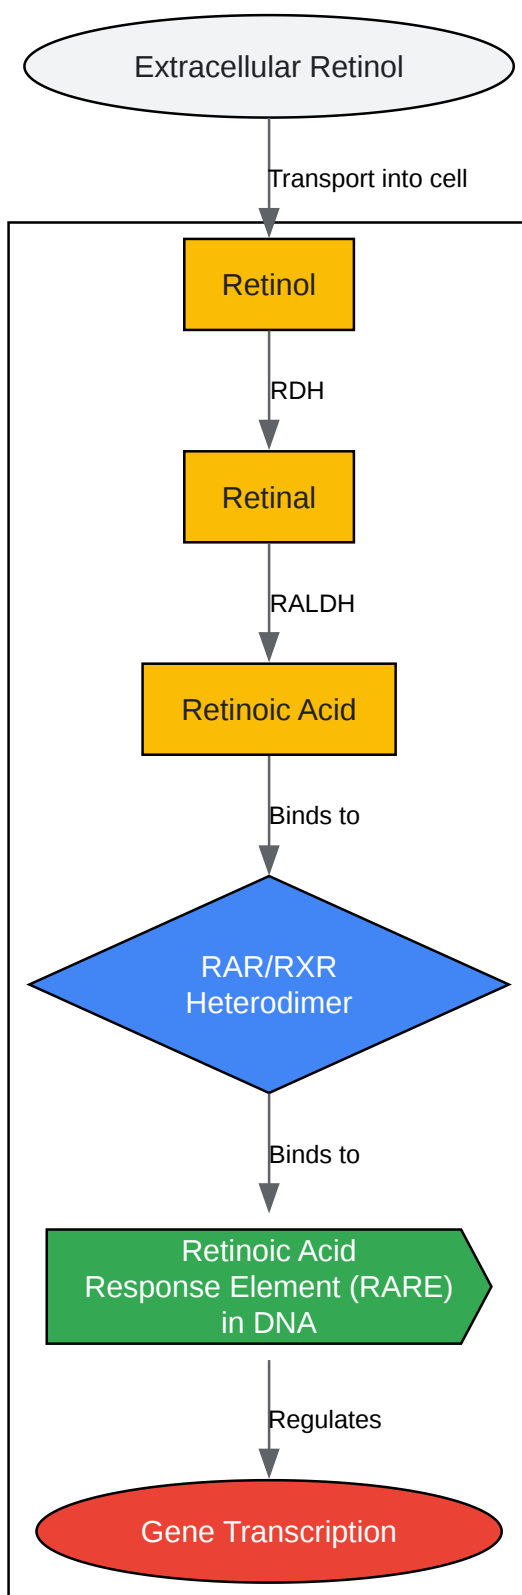 Extracellular Retinol
Transport into cell
Retinol
RDH
Retinal
RALDH
Retinoic Acid
Binds to
RAR/RXR
Heterodimer
Binds to
Retinoic Acid
Response Element (RARE)
in DNA
Regulates
Gene Transcription